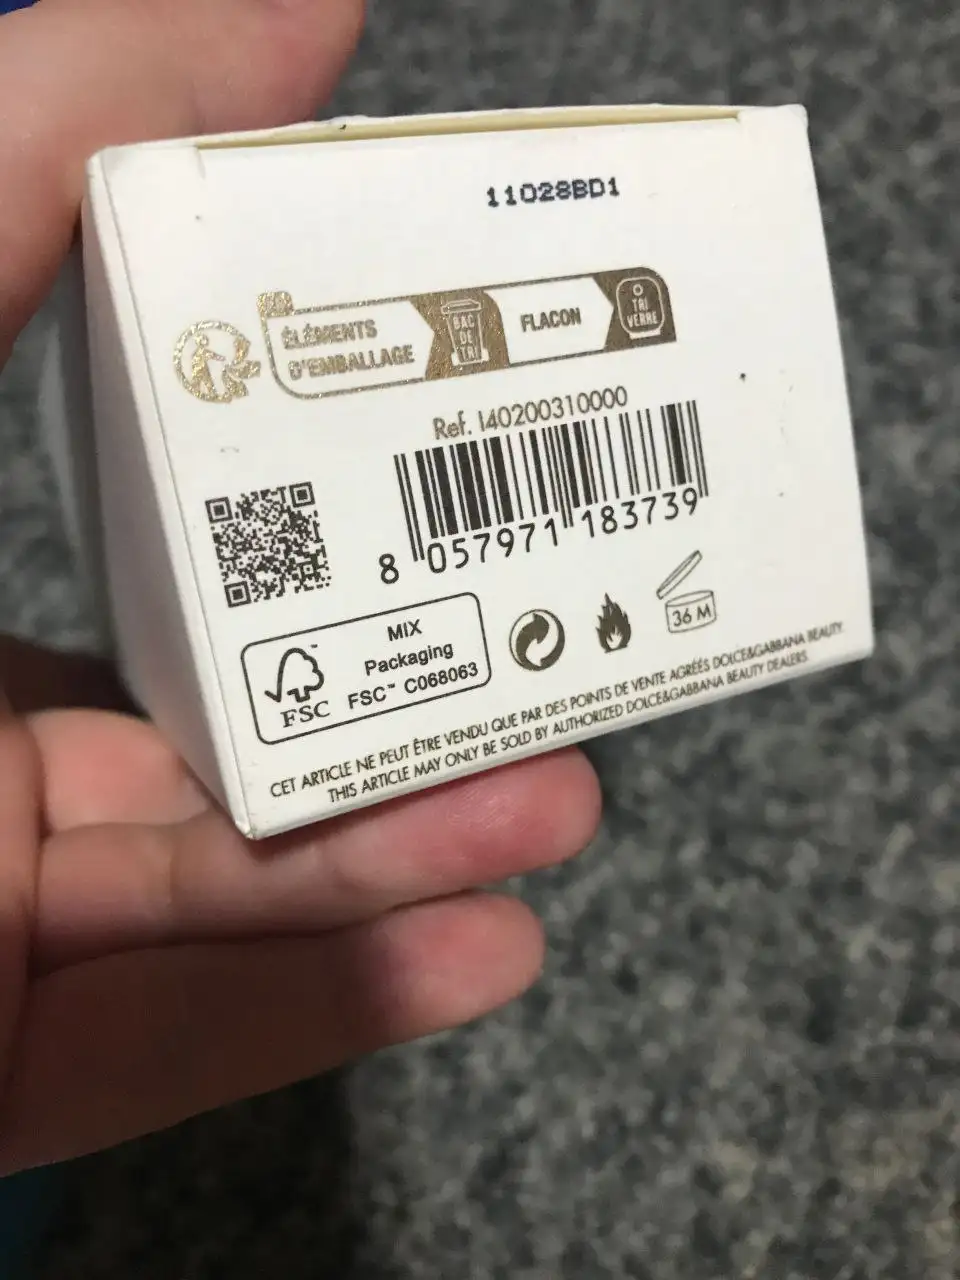 11028BD1
FR
ÉLÉMENTS
D'EMBALLAGE
BAC
DE
TRI
FLACON
TRI
VERRE
Ref. I40200310000
8 057971 183739
MIX
Packaging
FSC™ C068063
FSC
36 M
CET ARTICLE NE PEUT ÊTRE VENDU QUE PAR DES POINTS DE VENTE AGRÉÉS DOLCE&GABBANA BEAUTY.
THIS ARTICLE MAY ONLY BE SOLD BY AUTHORIZED DOLCE&GABBANA BEAUTY DEALERS.